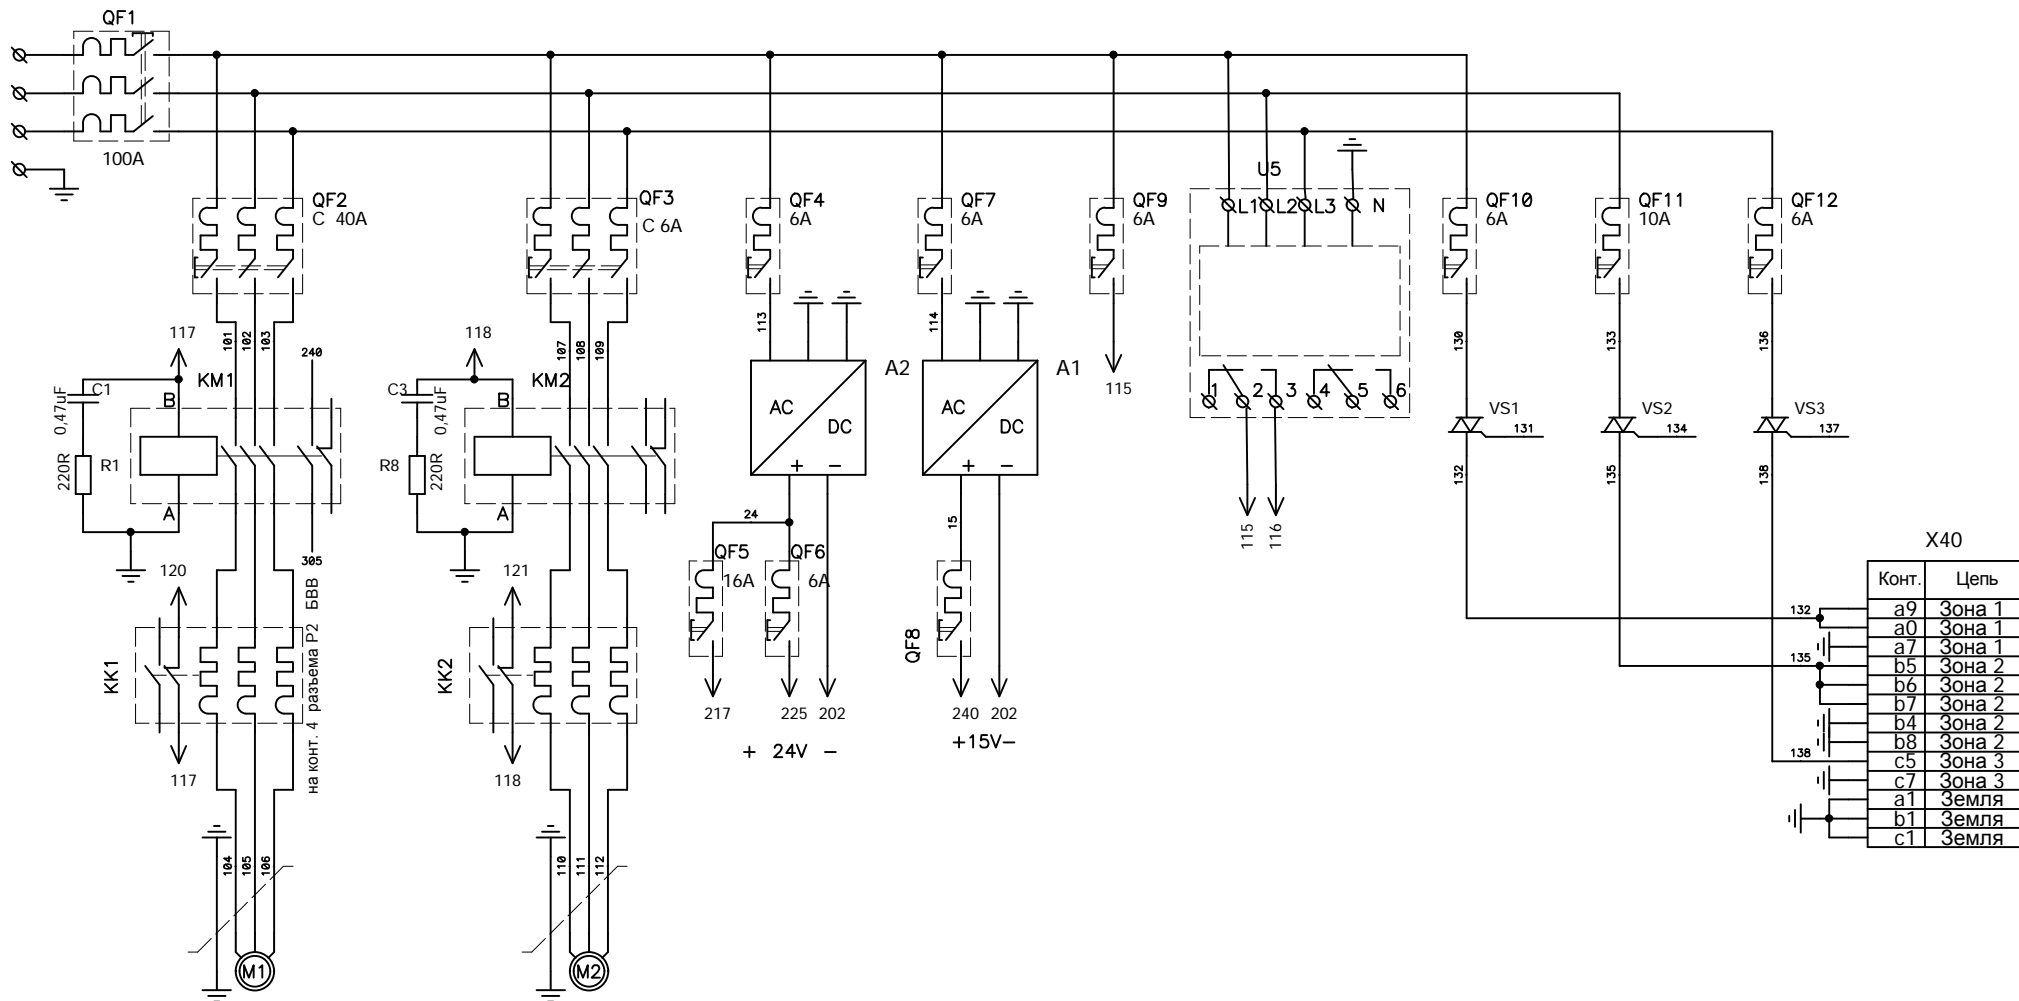 QF1
100A
QF2
C 40A
QF3
C 6A
QF4
6A
QF7
6A
QF9
6A
U5
L1 L2 L3 N
QF10
6A
QF11
10A
QF12
6A
101
102
103
117
240
KM1
C1
0,47uF
B
220R
R1
A
305
107
108
109
118
KM2
C3
0,47uF
B
R8
220R
A
113
A2
AC
DC
+ −
114
A1
AC
DC
+ −
115
1 2 3 4 5 6
115
116
130
VS1
131
132
133
VS2
134
135
136
VS3
137
138
24
QF5
16A
QF6
6A
15
QF8
217
225
202
+ 24V −
240
202
+15V−
120
KK1
117
на конт. 4 разъема P2 БВВ
121
KK2
118
104
105
106
M1
110
111
112
M2
X40
Конт. Цепь
132
a9 Зона 1
a0 Зона 1
a7 Зона 1
135
b5 Зона 2
b6 Зона 2
b7 Зона 2
b4 Зона 2
b8 Зона 2
138
c5 Зона 3
c7 Зона 3
a1 Земля
b1 Земля
c1 Земля